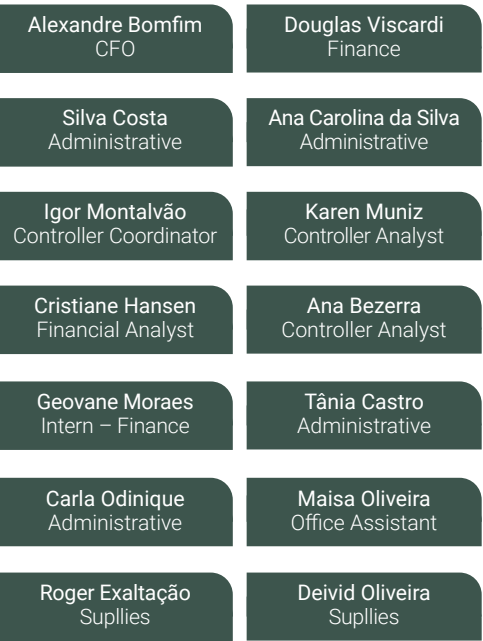 Alexandre Bomfim
CFO
Douglas Viscardi
Finance
Silva Costa
Administrative
Ana Carolina da Silva
Administrative
Igor Montalvão
Controller Coordinator
Karen Muniz
Controller Analyst
Cristiane Hansen
Financial Analyst
Ana Bezerra
Controller Analyst
Geovane Moraes
Intern – Finance
Tânia Castro
Administrative
Carla Odinique
Administrative
Maisa Oliveira
Office Assistant
Roger Exaltação
Supllies
Deivid Oliveira
Supllies